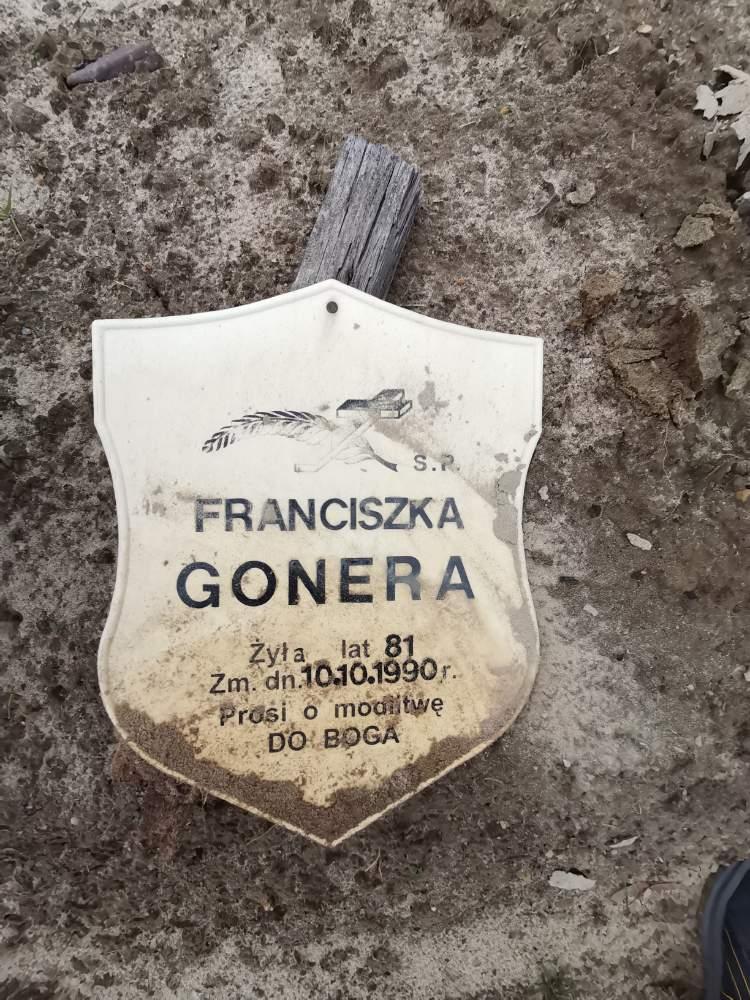 S.P.
FRANCISZKA
GONERA
Żyła lat 81
Zm. dn. 10.10.1990 r.
Prosi o modlitwę
DO BOGA